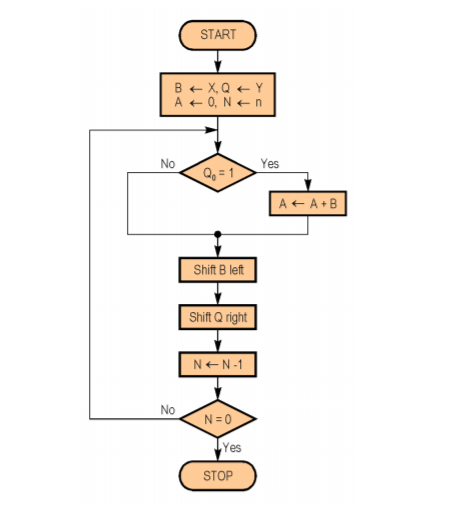 START
B ← X, Q ← Y
A ← 0, N ← n
No
Yes
Q₀ = 1
A ← A + B
Shift B left
Shift Q right
N ← N -1
No
N = 0
Yes
STOP